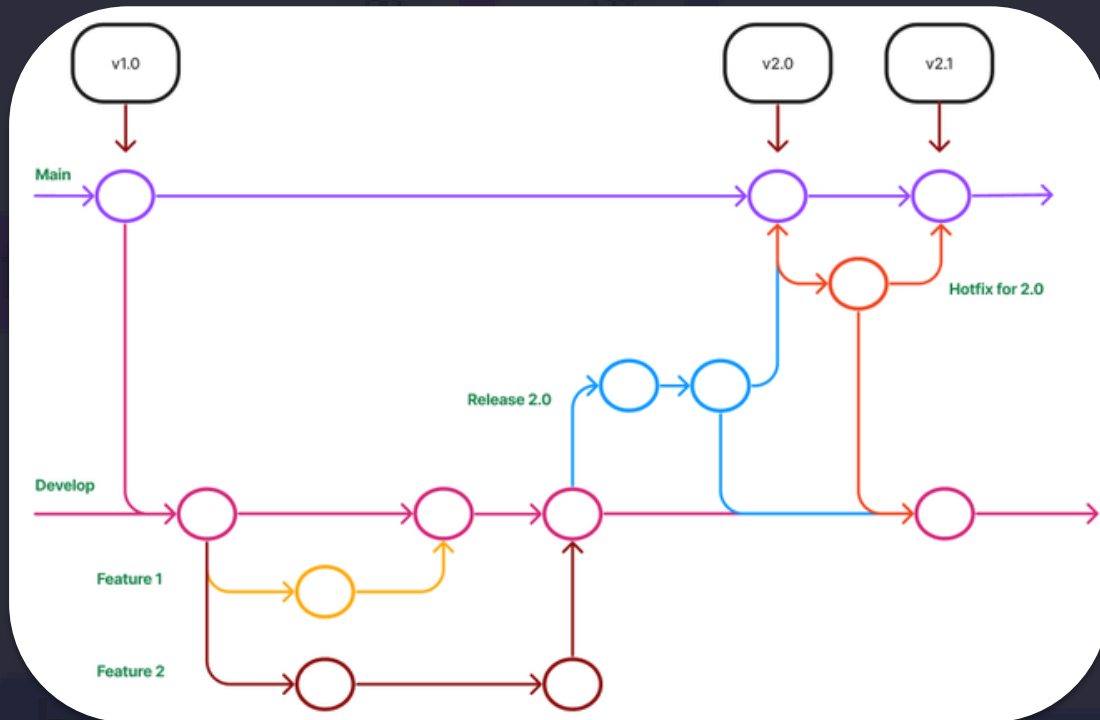 v1.0
v2.0
v2.1
Main
Hotfix for 2.0
Release 2.0
Develop
Feature 1
Feature 2